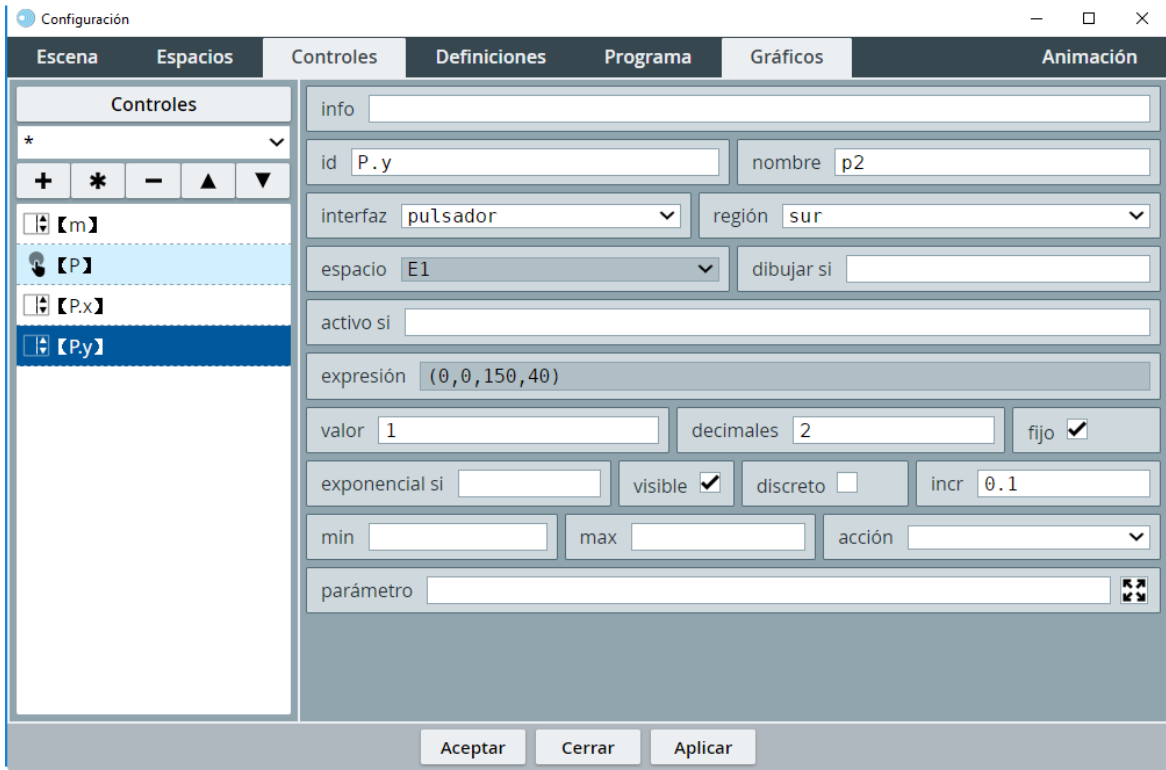 Configuración
Escena Espacios Controles Definiciones Programa Gráficos Animación
Controles
*
+ * − ▲ ▼
【m】
【P】
【P.x】
【P.y】
info
id P.y nombre p2
interfaz pulsador región sur
espacio E1 dibujar si
activo si
expresión (0,0,150,40)
valor 1 decimales 2 fijo
exponencial si visible discreto incr 0.1
min max acción
parámetro
Aceptar Cerrar Aplicar